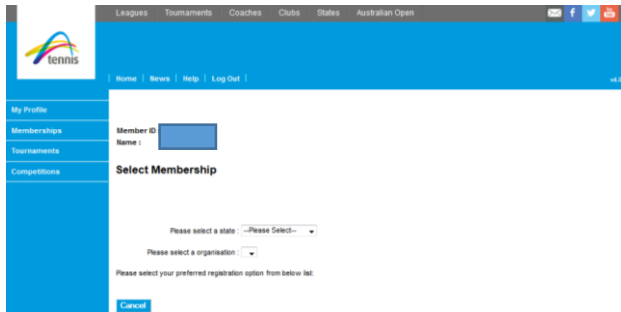 Leagues Tournaments Coaches Clubs States Australian Open
tennis
Home | News | Help | Log Out |
v4.
My Profile
Memberships
Tournaments
Competitions
Member ID
Name :
Select Membership
Please select a state : --Please Select--
Please select a organisation :
Please select your preferred registration option from below list:
Cancel